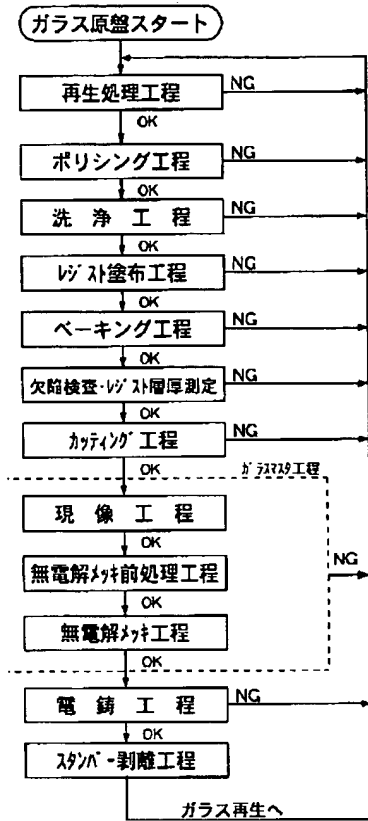 ガラス原盤スタート
再生処理工程
NG
OK
ポリシング工程
NG
OK
洗浄工程
NG
OK
レジスト塗布工程
NG
OK
ベーキング工程
NG
OK
欠陥検査・レジスト層厚測定
NG
OK
カッティング工程
NG
OK
ガラスマスタ工程
現像工程
OK
NG
無電解メッキ前処理工程
OK
無電解メッキ工程
OK
電鋳工程
NG
OK
スタンパー剥離工程
ガラス再生へ